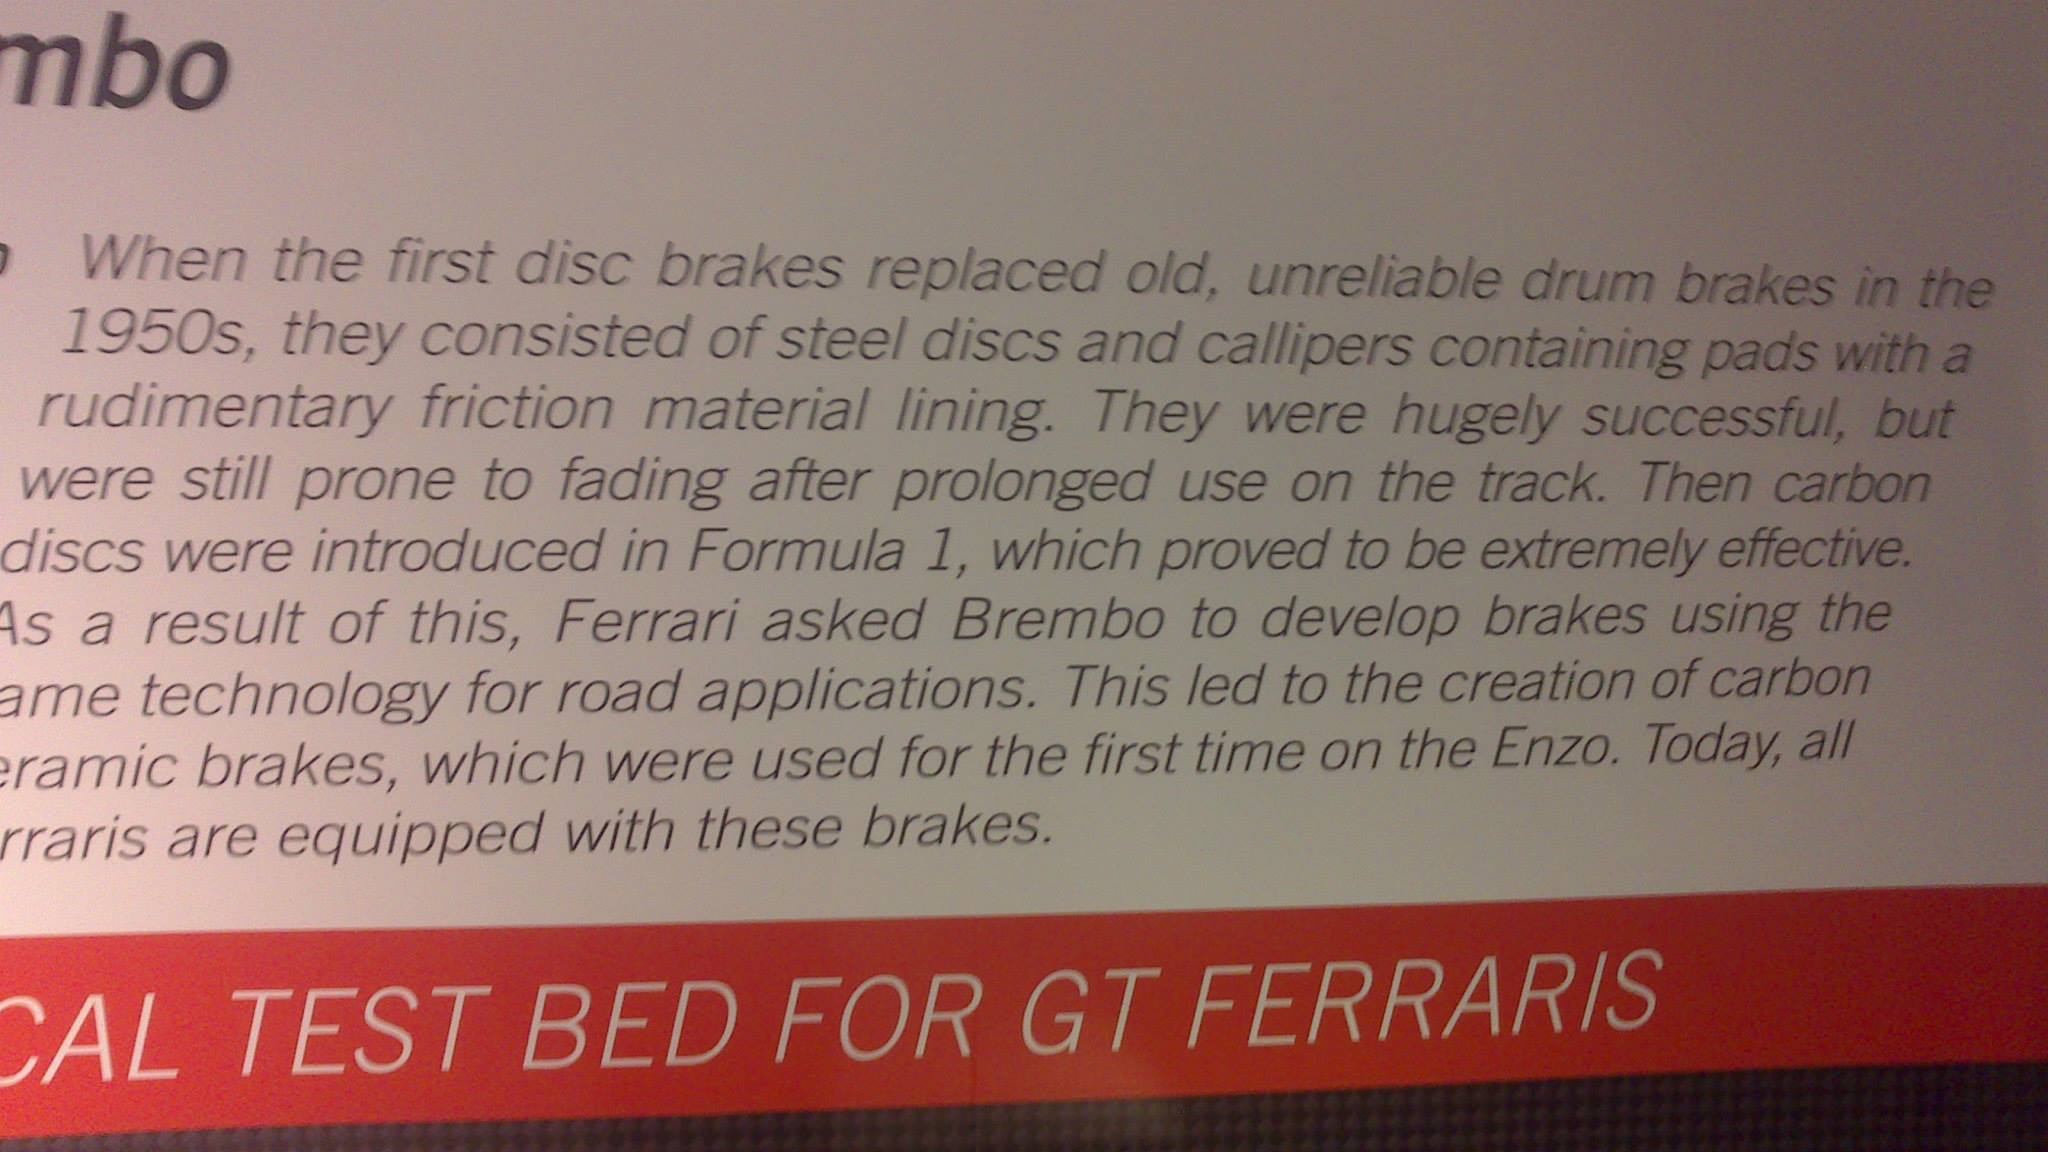 mbo
When the first disc brakes replaced old, unreliable drum brakes in the
1950s, they consisted of steel discs and callipers containing pads with a
rudimentary friction material lining. They were hugely successful, but
were still prone to fading after prolonged use on the track. Then carbon
discs were introduced in Formula 1, which proved to be extremely effective.
As a result of this, Ferrari asked Brembo to develop brakes using the
ame technology for road applications. This led to the creation of carbon
eramic brakes, which were used for the first time on the Enzo. Today, all
rraris are equipped with these brakes.
CAL TEST BED FOR GT FERRARIS